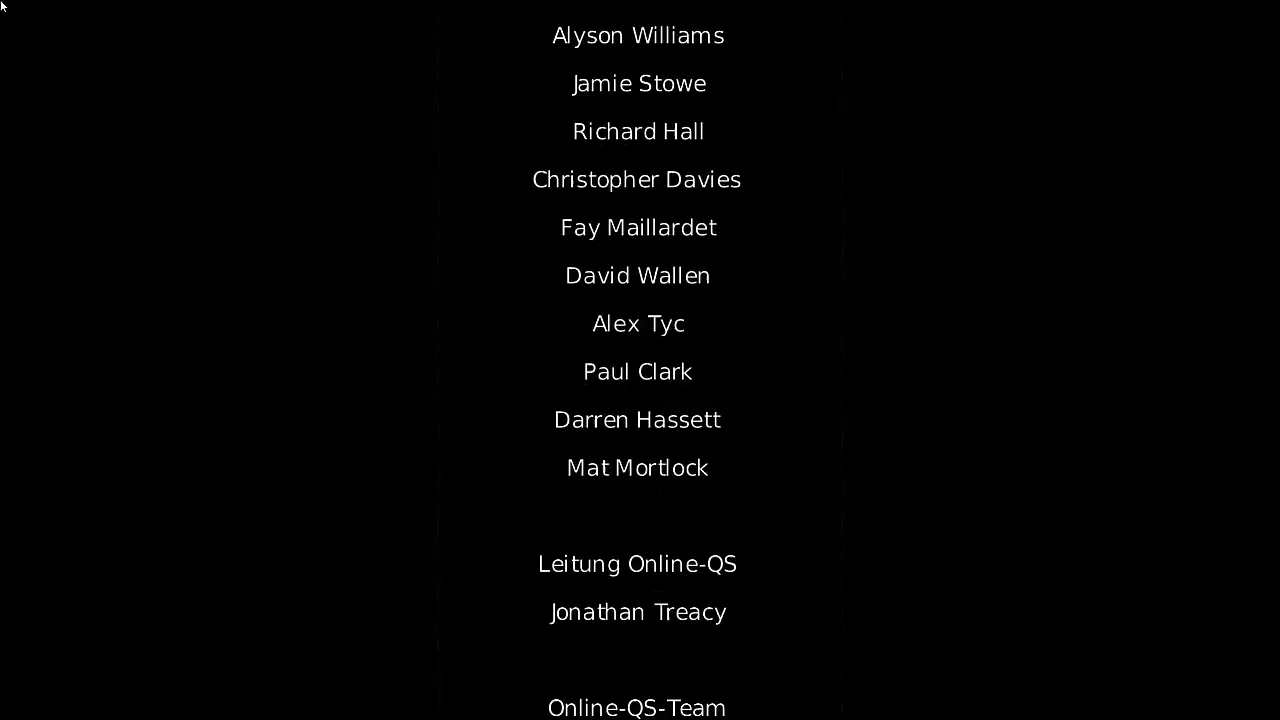 Alyson Williams
Jamie Stowe
Richard Hall
Christopher Davies
Fay Maillardet
David Wallen
Alex Tyc
Paul Clark
Darren Hassett
Mat Mortlock
Leitung Online-QS
Jonathan Treacy
Online-QS-Team